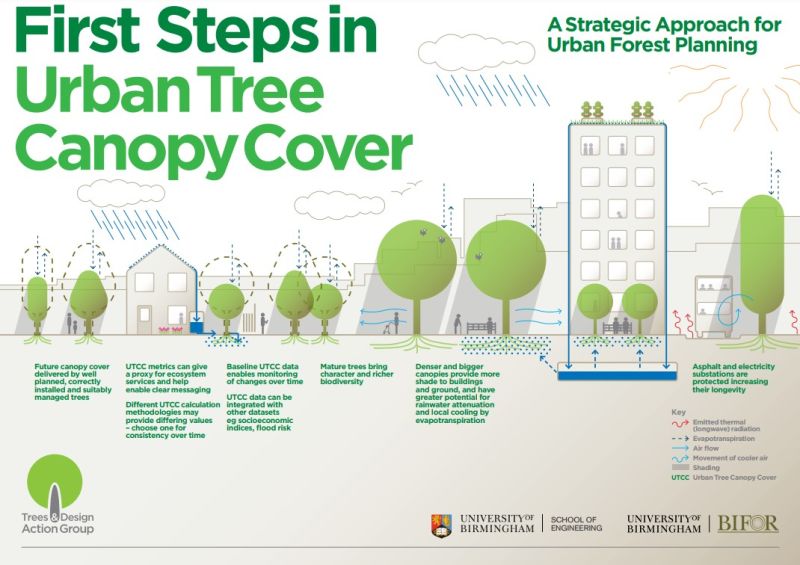 First Steps in
Urban Tree
Canopy Cover
A Strategic Approach for
Urban Forest Planning
Future canopy cover
delivered by well
planned, correctly
installed and suitably
managed trees
UTCC metrics can give
a proxy for ecosystem
services and help
enable clear messaging
Different UTCC calculation
methodologies may
provide differing values
– choose one for
consistency over time
Baseline UTCC data
enables monitoring
of changes over time
UTCC data can be
integrated with
other datasets
eg socioeconomic
indices, flood risk
Mature trees bring
character and richer
biodiversity
Denser and bigger
canopies provide more
shade to buildings
and ground, and have
greater potential for
rainwater attenuation
and local cooling by
evapotranspiration
Asphalt and electricity
substations are
protected increasing
their longevity
Key
Emitted thermal
(longwave) radiation
Evapotranspiration
Air flow
Movement of cooler air
Shading
UTCC Urban Tree Canopy Cover
Trees & Design
Action Group
UNIVERSITY OF
BIRMINGHAM
SCHOOL OF
ENGINEERING
UNIVERSITY OF
BIRMINGHAM
BIFOR